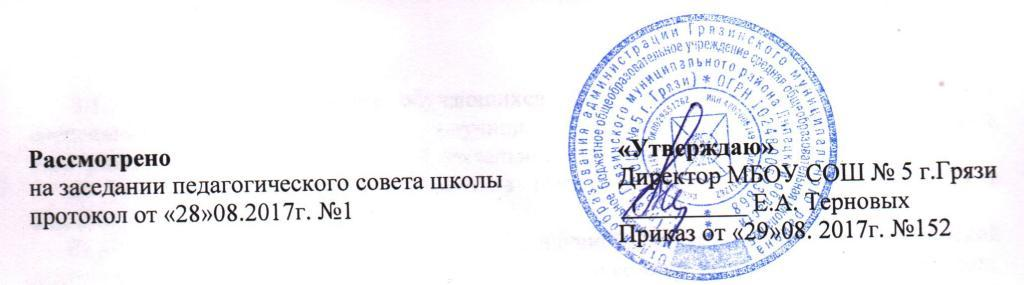 Рассмотрено
на заседании педагогического совета школы
протокол от «28»08.2017г. №1
«Утверждаю»
Директор МБОУ СОШ № 5 г.Грязи
____________ Е.А. Терновых
Приказ от «29»08. 2017г. №152